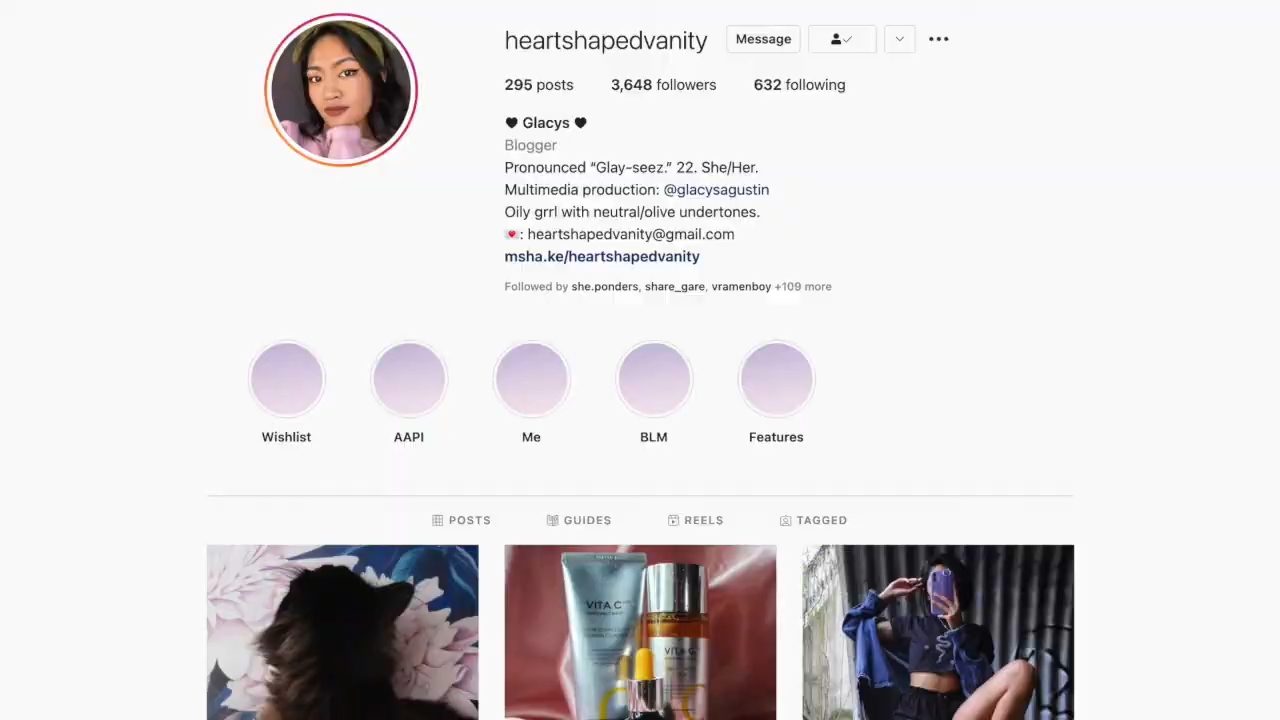 heartshapedvanity
Message
295 posts 3,648 followers 632 following
♥ Glacys ♥
Blogger
Pronounced “Glay-seez.” 22. She/Her.
Multimedia production: @glacysagustin
Oily grrl with neutral/olive undertones.
💌: heartshapedvanity@gmail.com
msha.ke/heartshapedvanity
Followed by she.ponders, share_gare, vramenboy +109 more
Wishlist AAPI Me BLM Features
POSTS GUIDES REELS TAGGED
VITA C
VITA C